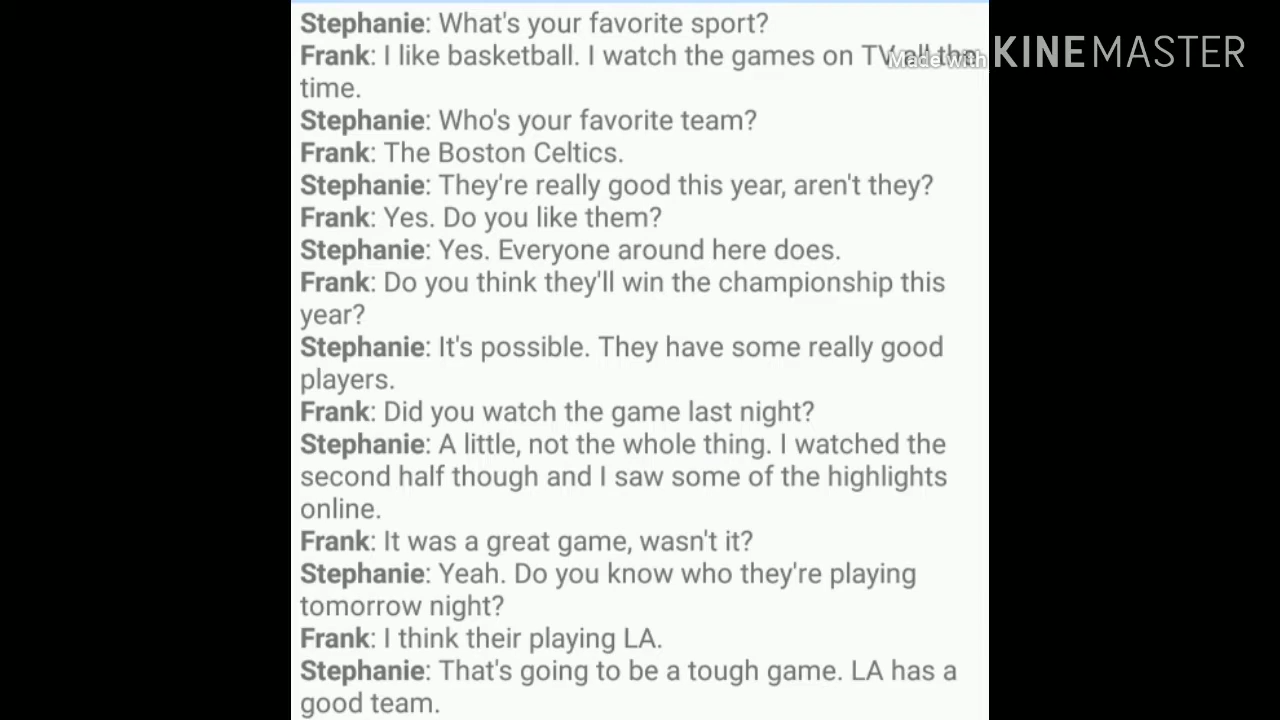 Stephanie: What's your favorite sport?
Frank: I like basketball. I watch the games on TV all the
time.
Stephanie: Who's your favorite team?
Frank: The Boston Celtics.
Stephanie: They're really good this year, aren't they?
Frank: Yes. Do you like them?
Stephanie: Yes. Everyone around here does.
Frank: Do you think they'll win the championship this
year?
Stephanie: It's possible. They have some really good
players.
Frank: Did you watch the game last night?
Stephanie: A little, not the whole thing. I watched the
second half though and I saw some of the highlights
online.
Frank: It was a great game, wasn't it?
Stephanie: Yeah. Do you know who they're playing
tomorrow night?
Frank: I think their playing LA.
Stephanie: That's going to be a tough game. LA has a
good team.
Made with KINEMASTER